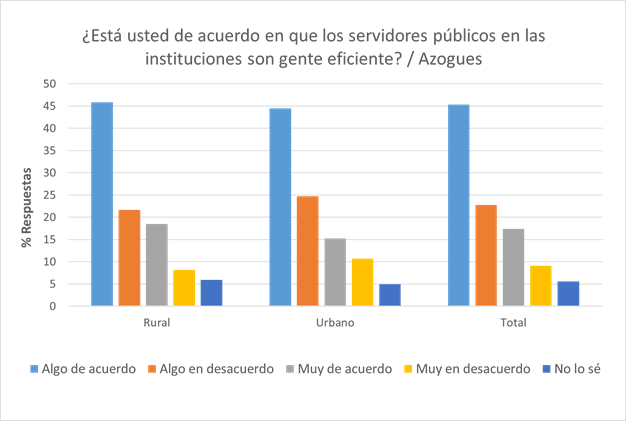 ¿Está usted de acuerdo en que los servidores públicos en las
instituciones son gente eficiente? / Azogues
50
45
40
35
30
25
20
15
10
5
0
% Respuestas
Rural Urbano Total
Algo de acuerdo Algo en desacuerdo Muy de acuerdo Muy en desacuerdo No lo sé